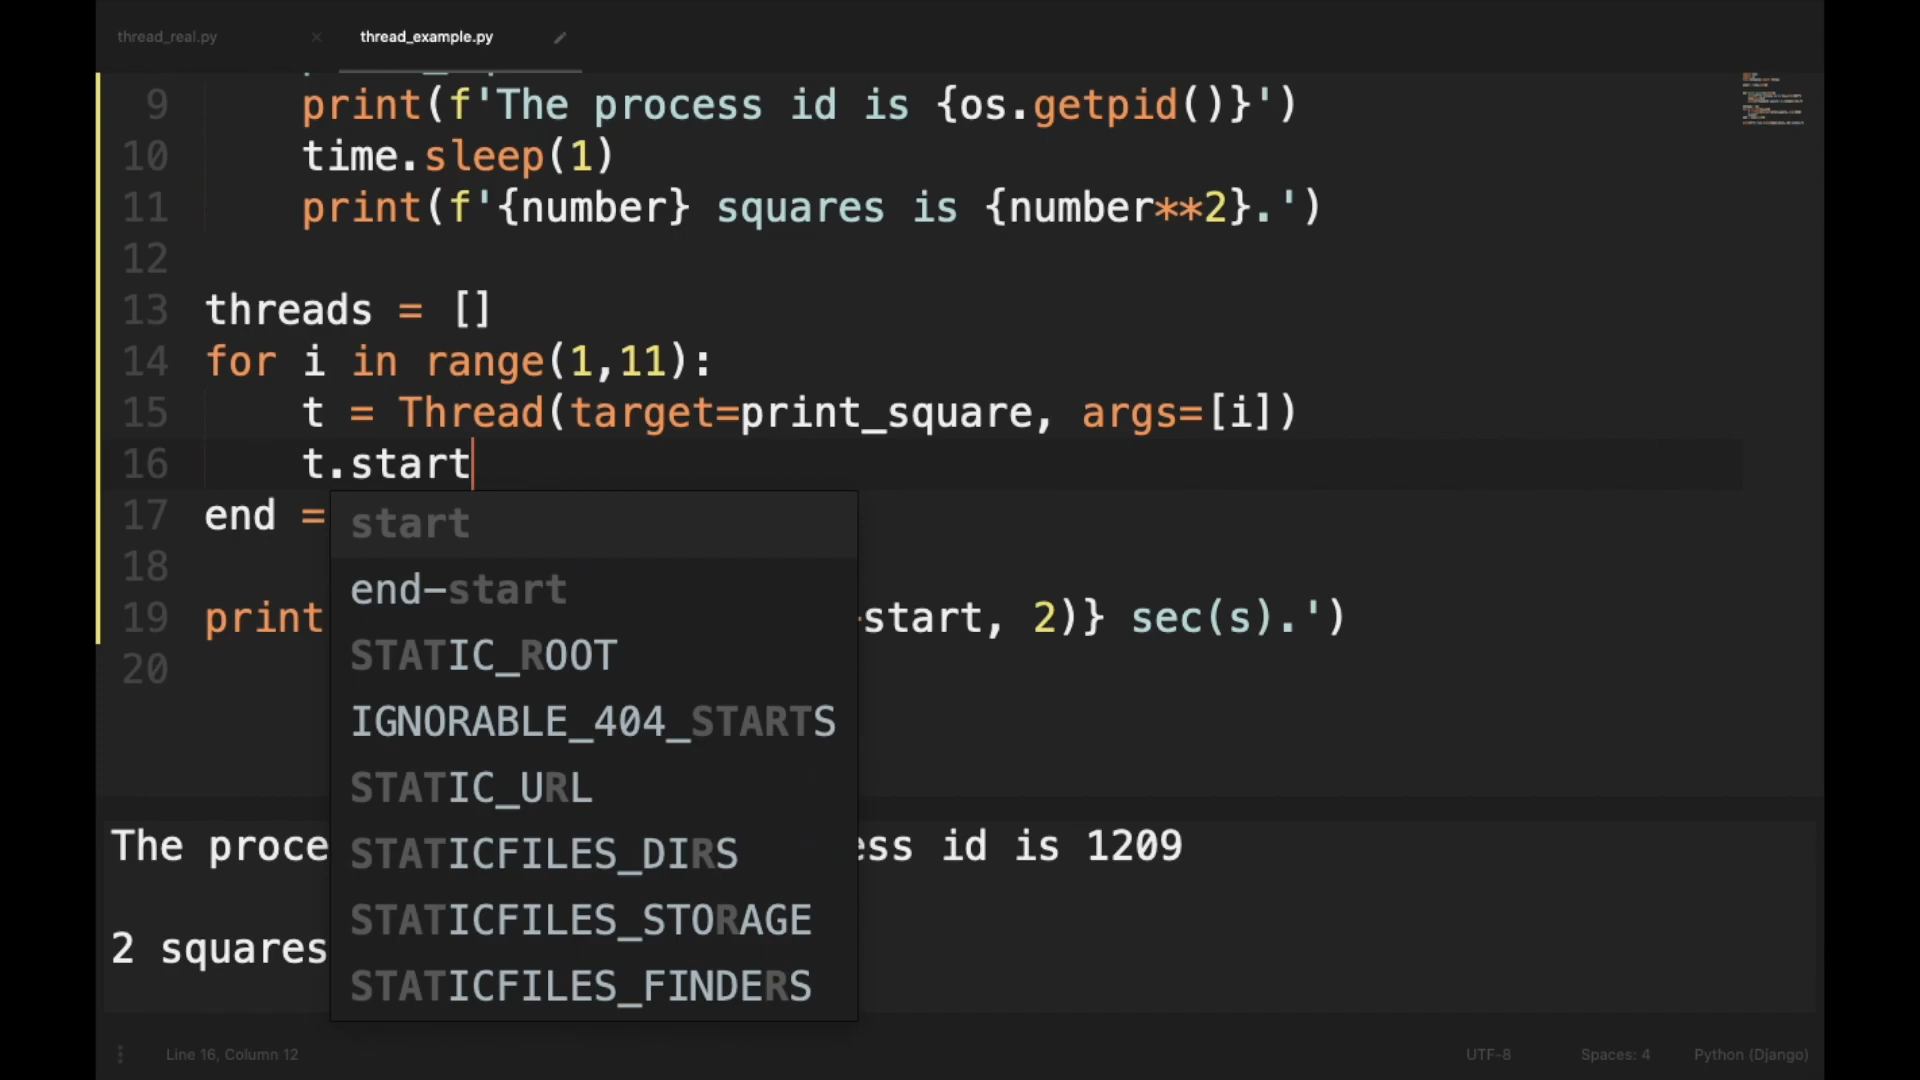 thread_real.py × thread_example.py
9 print(f'The process id is {os.getpid()}')
10 time.sleep(1)
11 print(f'{number} squares is {number**2}.')
12
13 threads = []
14 for i in range(1,11):
15 t = Thread(target=print_square, args=[i])
16 t.start
17 end =
18
19 print start, 2)} sec(s).')
20
start
end-start
STATIC_ROOT
IGNORABLE_404_STARTS
STATIC_URL
STATICFILES_DIRS
STATICFILES_STORAGE
STATICFILES_FINDERS
The proce ess id is 1209
2 squares
Line 16, Column 12 UTF-8 Spaces: 4 Python (Django)